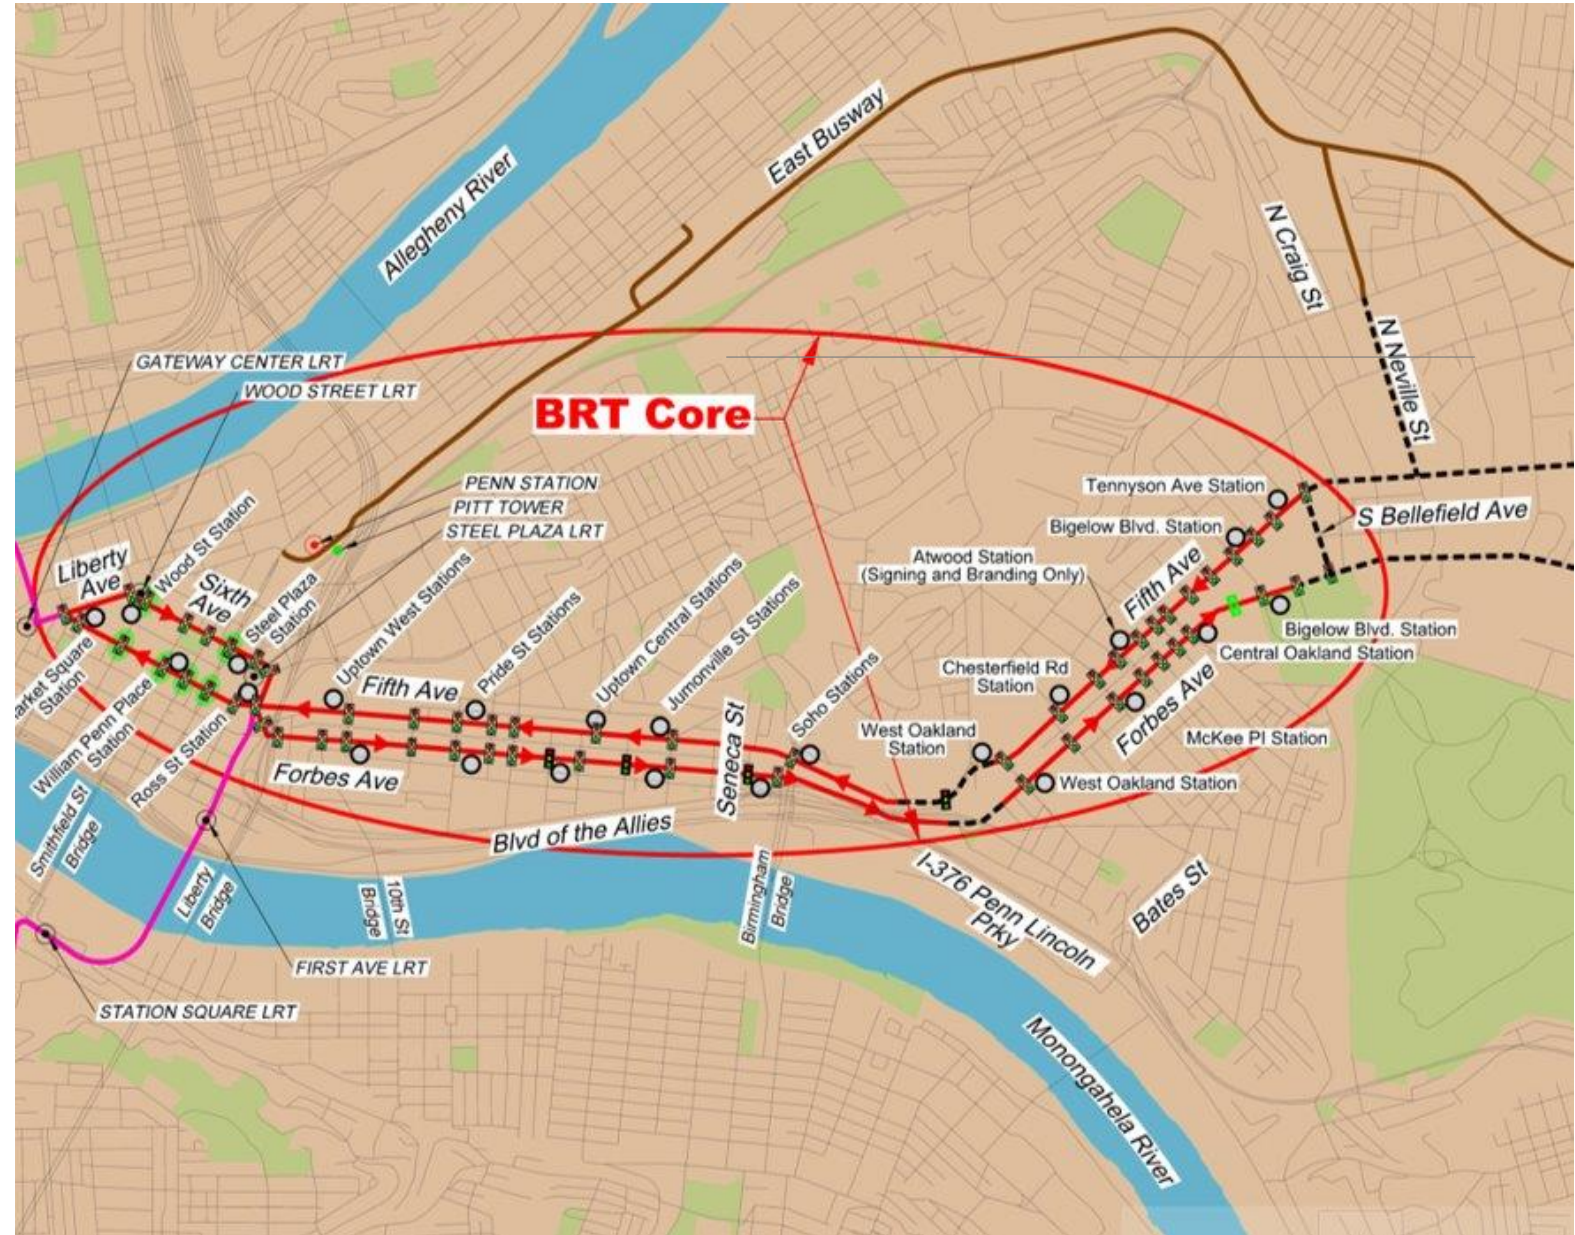 Allegheny River
East Busway
N Craig St
N Neville St
GATEWAY CENTER LRT
WOOD STREET LRT
BRT Core
PENN STATION
PITT TOWER
STEEL PLAZA LRT
Tennyson Ave Station
S Bellefield Ave
Bigelow Blvd. Station
Atwood Station
(Signing and Branding Only)
Fifth Ave
Liberty
Ave
Wood St Station
Sixth
Ave
Steel Plaza
Station
Uptown West Stations
Pride St Stations
Uptown Central Stations
Jumonville St Stations
Soho Stations
Bigelow Blvd. Station
Central Oakland Station
Chesterfield Rd
Station
Forbes Ave
McKee Pl Station
West Oakland
Station
West Oakland Station
arket Square
Station
William Penn Place
Station
Ross St Station
Fifth Ave
Forbes Ave
Seneca St
Blvd of the Allies
Smithfield St
Bridge
Liberty
Bridge
10th St
Bridge
Birmingham
Bridge
I-376 Penn Lincoln
Prky
Bates St
FIRST AVE LRT
STATION SQUARE LRT
Monongahela River